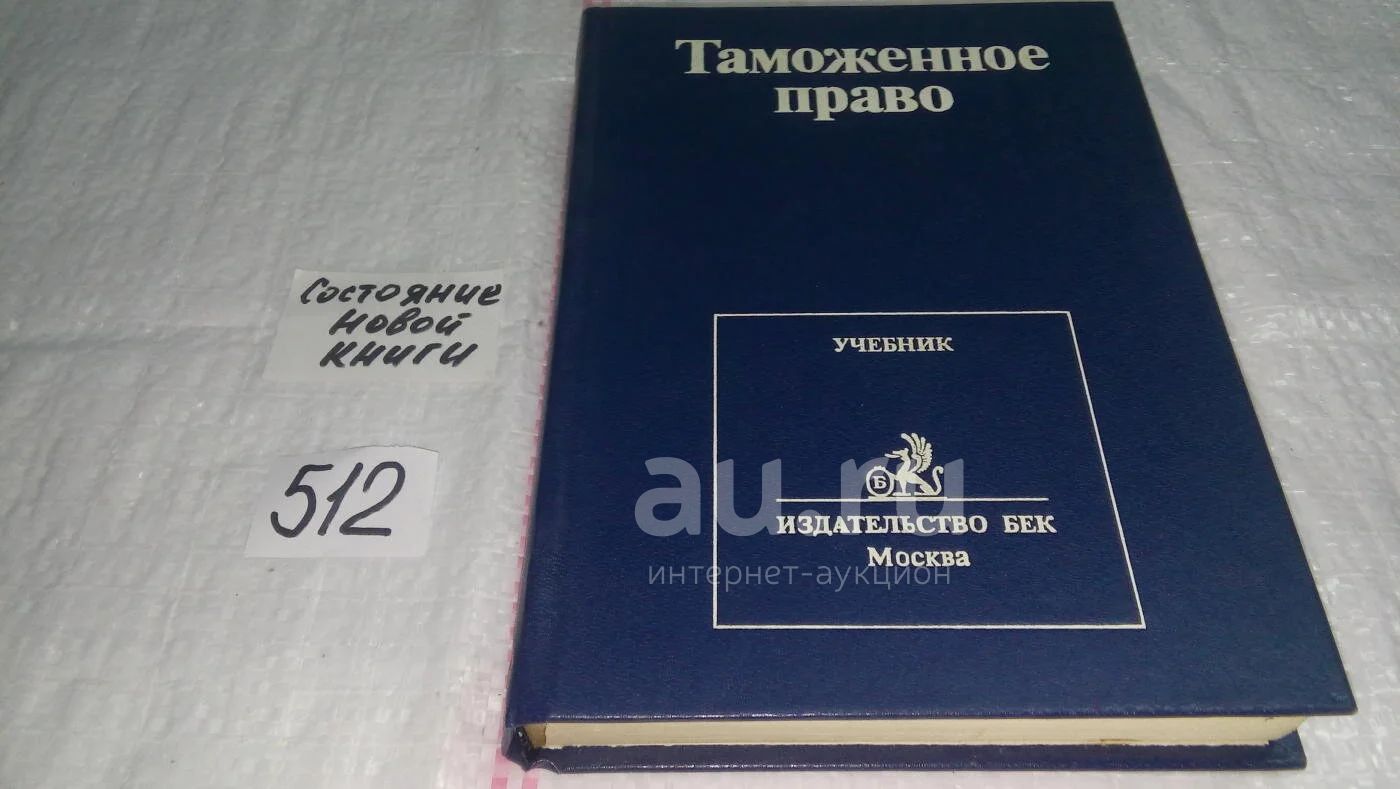 Таможенное
право
Состояние
новой
книги
512
УЧЕБНИК
Б
ИЗДАТЕЛЬСТВО БЕК
Москва
au.ru
интернет-аукцион